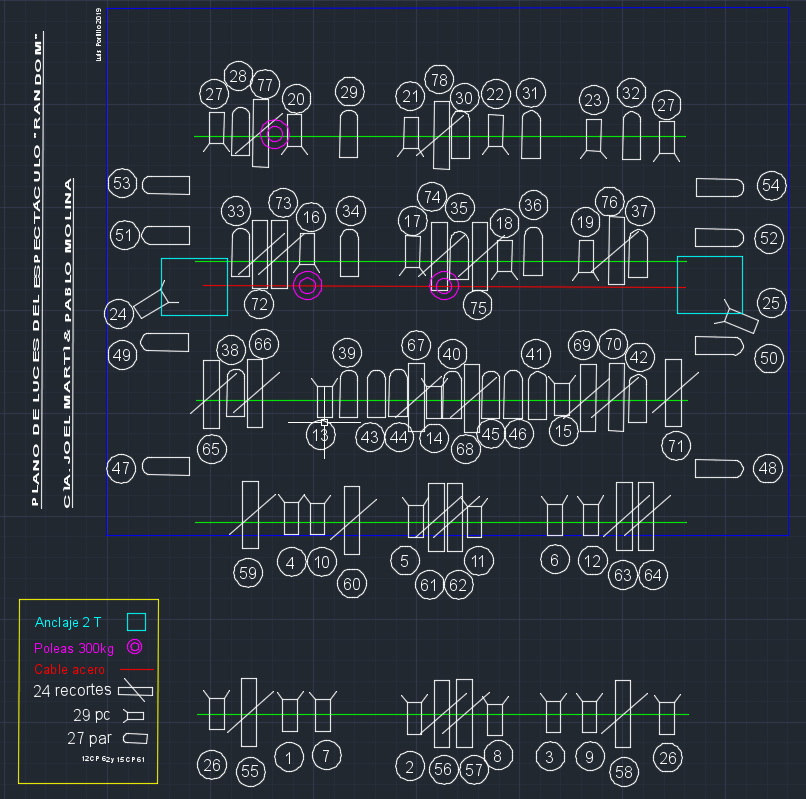 Luis Portillo 2019
PLANO DE LUCES DEL ESPECTACULO "RANDOM"
CIA. JOEL MARTÍ & PABLO MOLINA
27 28 77 20 29 21 78 30 22 31 23 32 27
53 54
33 73 16 34 17 74 35 18 36 19 76 37
51 52
72 75
24 25
49 50
38 66 39 67 40 41 69 70 42
65 13 43 44 14 68 45 46 15 71
47 48
59 4 10 60 5 61 62 11 6 12 63 64
Anclaje 2 T
Poleas 300kg
Cable acero
24 recortes
29 pc
27 par
12CP 62y 15CP61
26 55 1 7 2 56 57 8 3 9 58 26